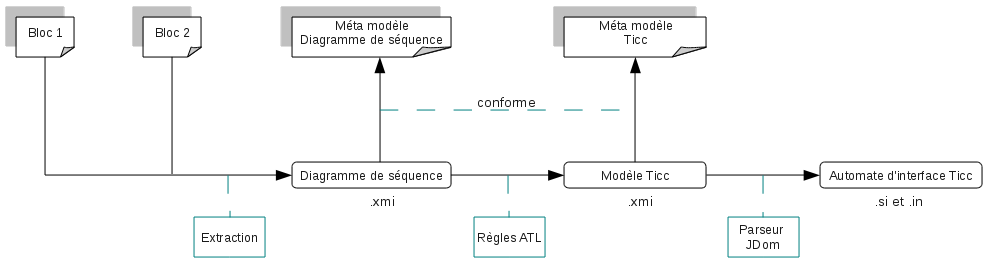 Bloc 1
Bloc 2
Méta modèle
Diagramme de séquence
Méta modèle
Ticc
conforme
Diagramme de séquence
Modèle Ticc
Automate d'interface Ticc
.xmi
.xmi
.si et .in
Extraction
Règles ATL
Parseur
JDom